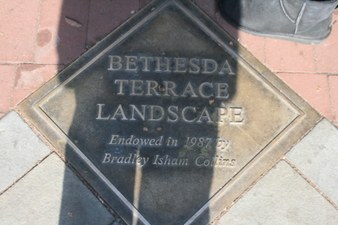 BETHESDA
TERRACE
LANDSCAPE
Endowed in 1987 by
Bradley Isham Collins